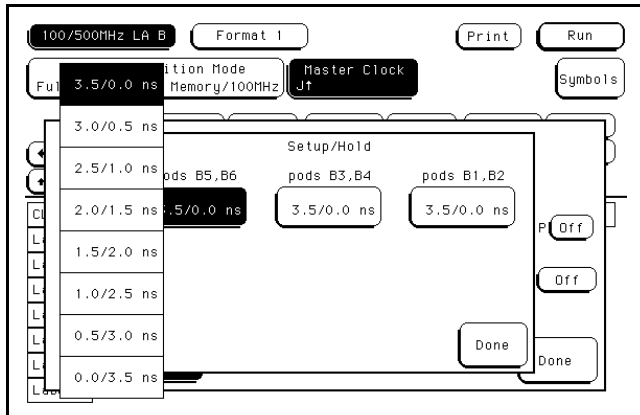 100/500MHz LA B
Format 1
Print
Run
ition Mode
Memory/100MHz
Master Clock
J↑
Symbols
3.5/0.0 ns
3.0/0.5 ns
2.5/1.0 ns
2.0/1.5 ns
1.5/2.0 ns
1.0/2.5 ns
0.5/3.0 ns
0.0/3.5 ns
Setup/Hold
ods B5,B6
pods B3,B4
pods B1,B2
.5/0.0 ns
3.5/0.0 ns
3.5/0.0 ns
P
Off
Off
Done
Done